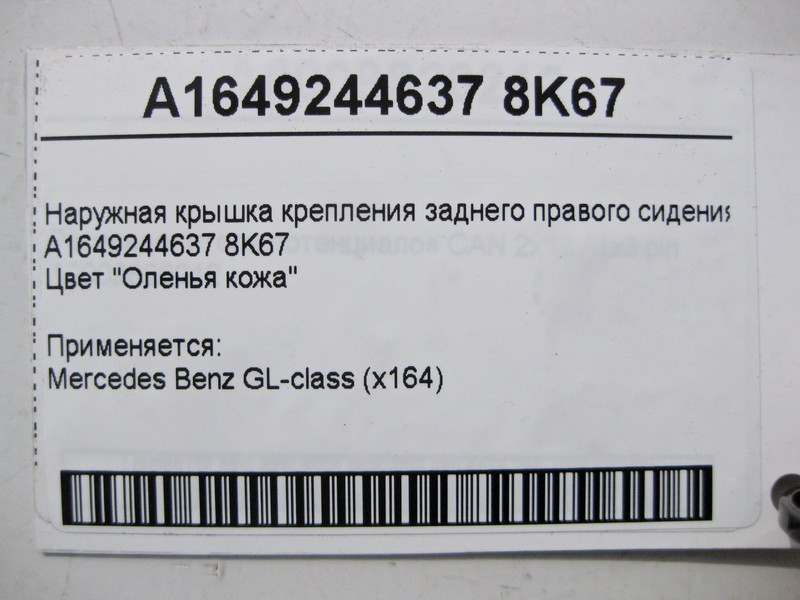 A1649244637 8K67
Наружная крышка крепления заднего правого сидения
A1649244637 8K67
Цвет "Оленья кожа"
Применяется:
Mercedes Benz GL-class (x164)